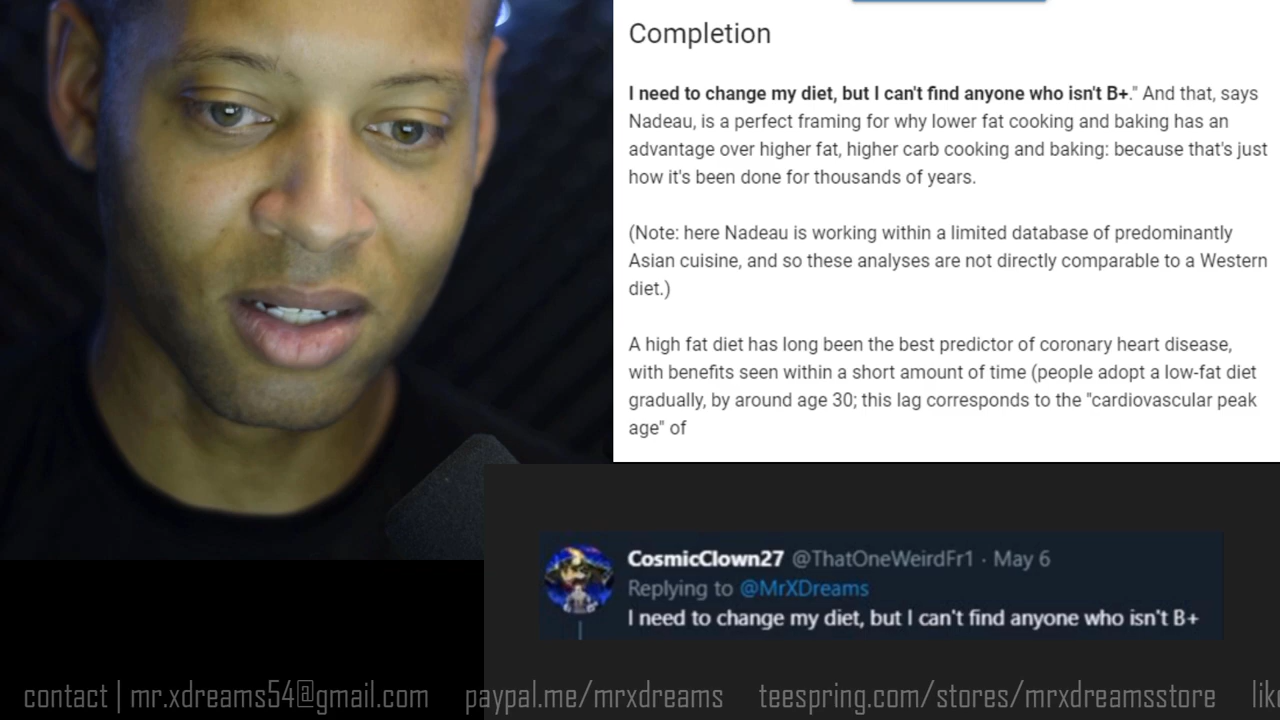 Completion
I need to change my diet, but I can't find anyone who isn't B+." And that, says
Nadeau, is a perfect framing for why lower fat cooking and baking has an
advantage over higher fat, higher carb cooking and baking: because that's just
how it's been done for thousands of years.
(Note: here Nadeau is working within a limited database of predominantly
Asian cuisine, and so these analyses are not directly comparable to a Western
diet.)
A high fat diet has long been the best predictor of coronary heart disease,
with benefits seen within a short amount of time (people adopt a low-fat diet
gradually, by around age 30; this lag corresponds to the "cardiovascular peak
age" of
CosmicClown27 @ThatOneWeirdFr1 · May 6
Replying to @MrXDreams
I need to change my diet, but I can't find anyone who isn't B+
contact | mr.xdreams54@gmail.com paypal.me/mrxdreams teespring.com/stores/mrxdreamsstore lik